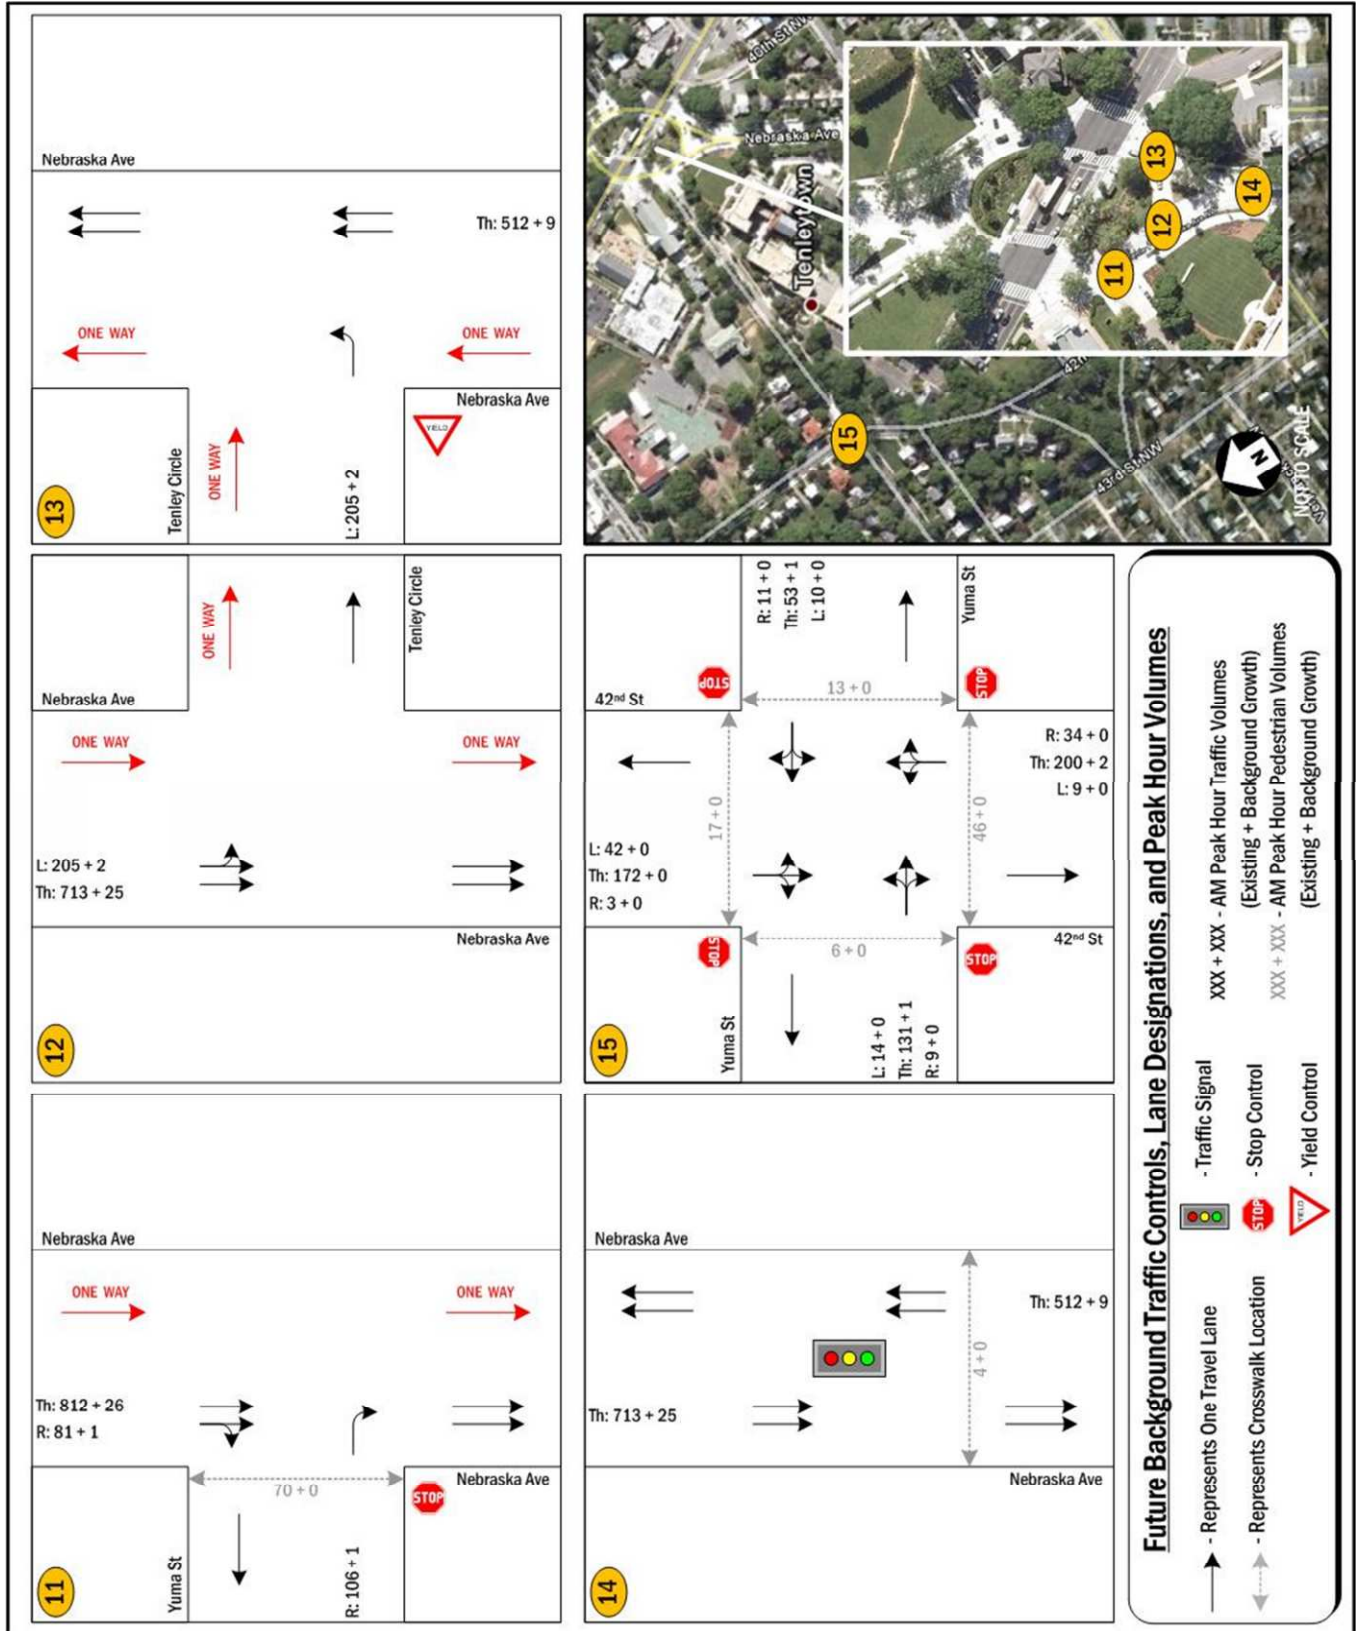 13
Nebraska Ave
Th: 512 + 9
ONE WAY
ONE WAY
Nebraska Ave
YIELD
Tenley Circle
ONE WAY
L: 205 + 2
12
Nebraska Ave
ONE WAY
Tenley Circle
ONE WAY
ONE WAY
L: 205 + 2
Th: 713 + 25
Nebraska Ave
11
Nebraska Ave
ONE WAY
ONE WAY
Th: 812 + 26
R: 81 + 1
70 + 0
Nebraska Ave
STOP
Yuma St
R: 106 + 1
40th St NW
Nebraska Ave
Tenleytown
13
14
12
11
15
43rd St NW
N
NOT TO SCALE
15
42nd St
STOP
R: 11 + 0
Th: 53 + 1
L: 10 + 0
13 + 0
STOP
Yuma St
R: 34 + 0
Th: 200 + 2
L: 9 + 0
17 + 0
46 + 0
L: 42 + 0
Th: 172 + 0
R: 3 + 0
STOP
6 + 0
STOP
42nd St
Yuma St
L: 14 + 0
Th: 131 + 1
R: 9 + 0
14
Nebraska Ave
Th: 512 + 9
4 + 0
Th: 713 + 25
Nebraska Ave
Future Background Traffic Controls, Lane Designations, and Peak Hour Volumes
- Represents One Travel Lane
- Represents Crosswalk Location
- Traffic Signal
STOP - Stop Control
YIELD - Yield Control
XXX + XXX - AM Peak Hour Traffic Volumes
(Existing + Background Growth)
XXX + XXX - AM Peak Hour Pedestrian Volumes
(Existing + Background Growth)